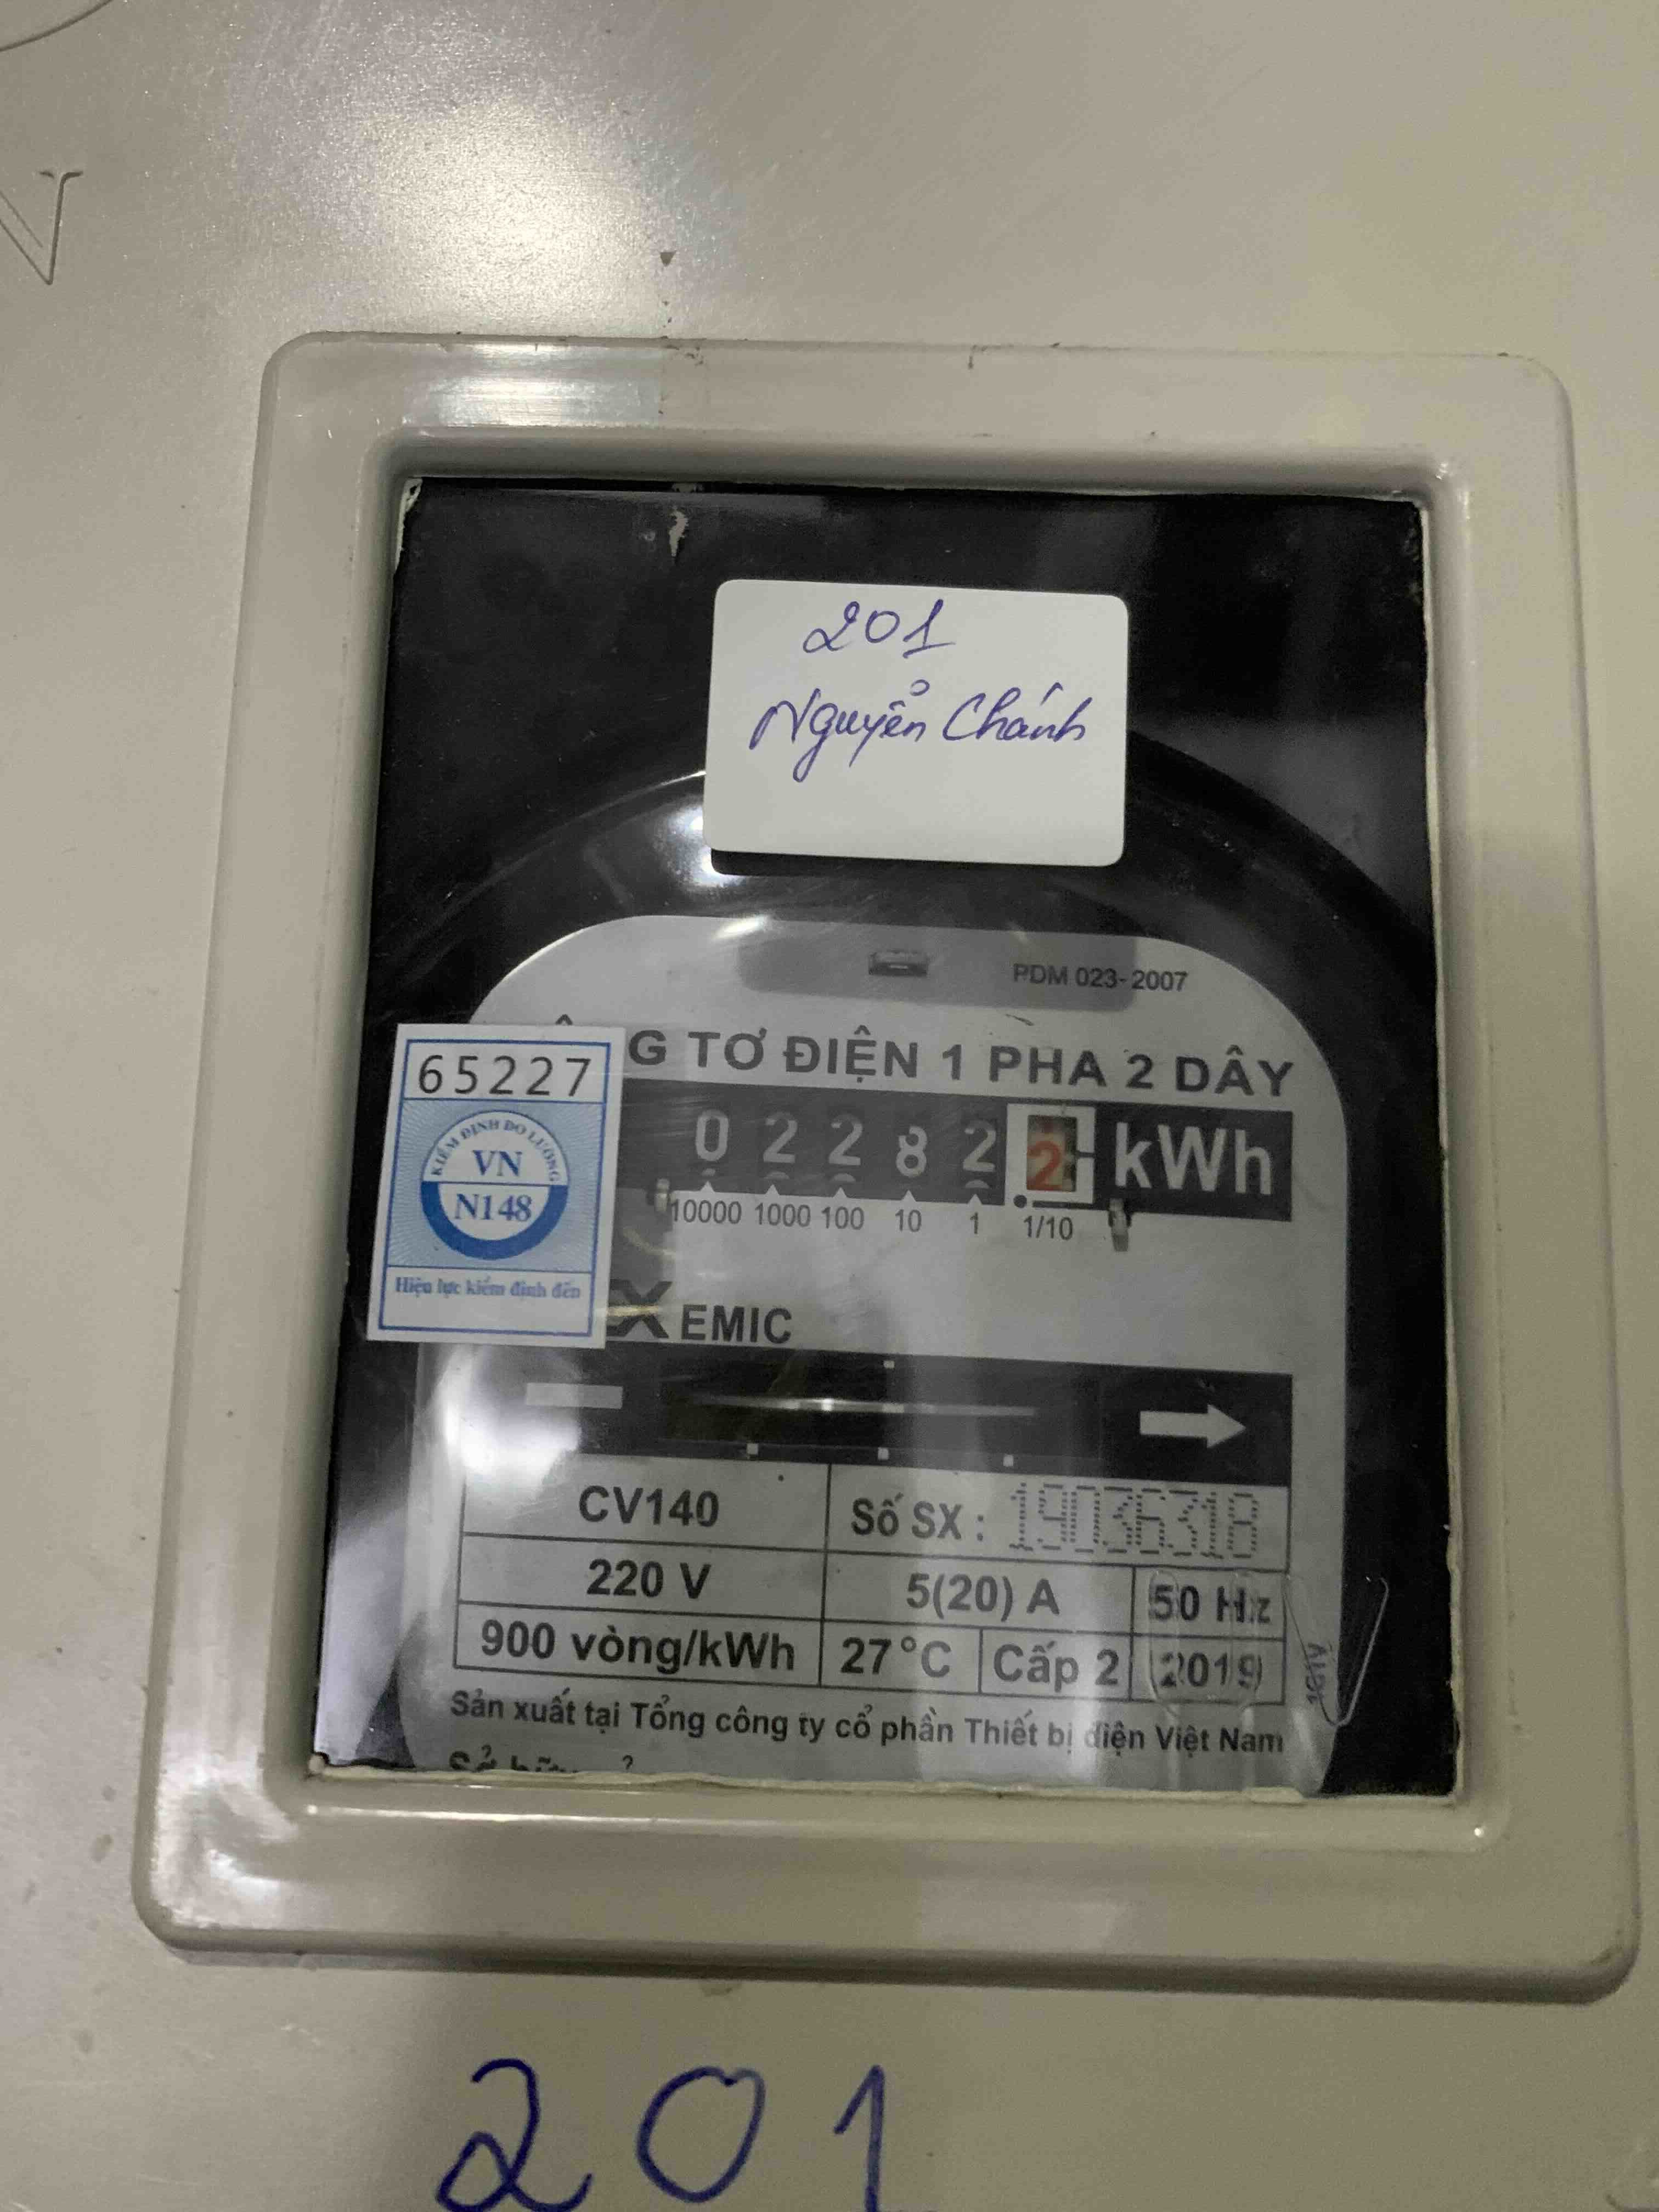 N
201
Nguyễn Chánh
PDM 023-2007
G TƠ ĐIỆN 1 PHA 2 DÂY
65227
KIỂM ĐỊNH ĐO LƯỜNG
VN
N148
Hiệu lực kiểm định đến
0 2 2 8 2 2 kWh
10000 1000 100 10 1 1/10
EMIC
CV140 Số SX : 19036318
220 V 5(20) A 50 Hz
900 vòng/kWh 27°C Cấp 2 2019
Sản xuất tại Tổng công ty cổ phần Thiết bị điện Việt Nam
201